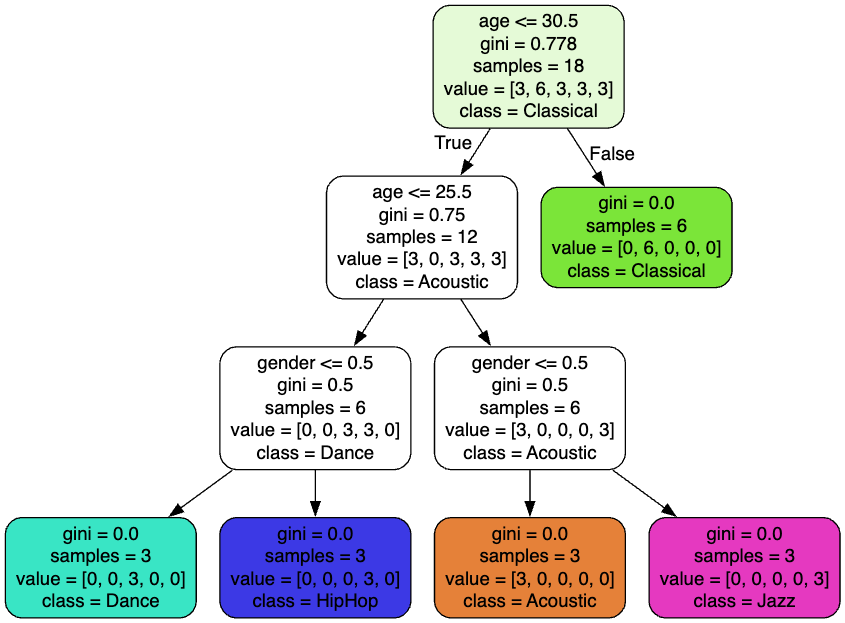 age <= 30.5
gini = 0.778
samples = 18
value = [3, 6, 3, 3, 3]
class = Classical
True
False
age <= 25.5
gini = 0.75
samples = 12
value = [3, 0, 3, 3, 3]
class = Acoustic
gini = 0.0
samples = 6
value = [0, 6, 0, 0, 0]
class = Classical
gender <= 0.5
gini = 0.5
samples = 6
value = [0, 0, 3, 3, 0]
class = Dance
gender <= 0.5
gini = 0.5
samples = 6
value = [3, 0, 0, 0, 3]
class = Acoustic
gini = 0.0
samples = 3
value = [0, 0, 3, 0, 0]
class = Dance
gini = 0.0
samples = 3
value = [0, 0, 0, 3, 0]
class = HipHop
gini = 0.0
samples = 3
value = [3, 0, 0, 0, 0]
class = Acoustic
gini = 0.0
samples = 3
value = [0, 0, 0, 0, 3]
class = Jazz